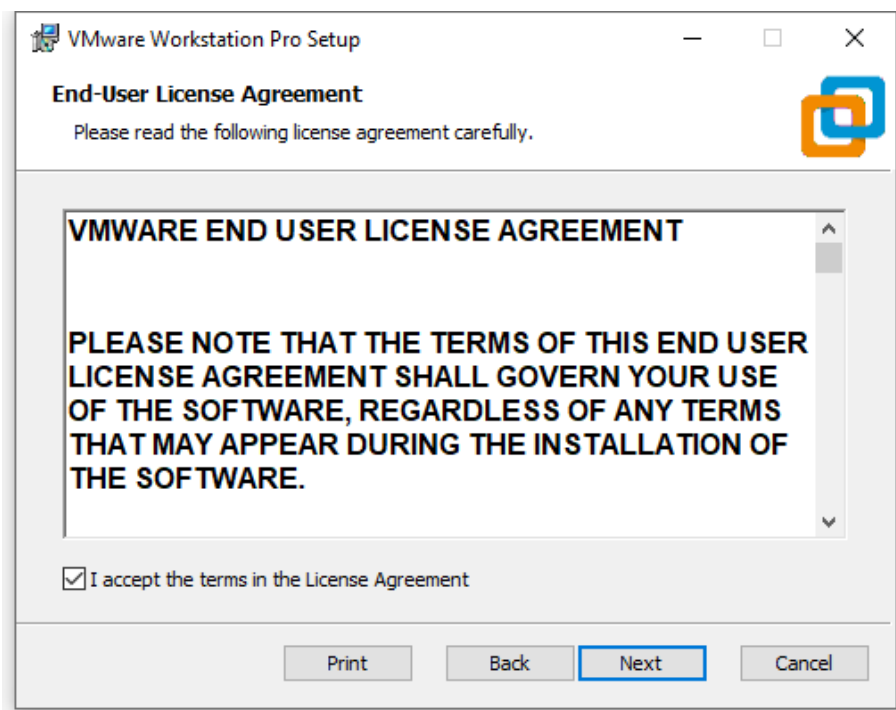 VMware Workstation Pro Setup
End-User License Agreement
Please read the following license agreement carefully.
VMWARE END USER LICENSE AGREEMENT
PLEASE NOTE THAT THE TERMS OF THIS END USER
LICENSE AGREEMENT SHALL GOVERN YOUR USE
OF THE SOFTWARE, REGARDLESS OF ANY TERMS
THAT MAY APPEAR DURING THE INSTALLATION OF
THE SOFTWARE.
I accept the terms in the License Agreement
Print Back Next Cancel